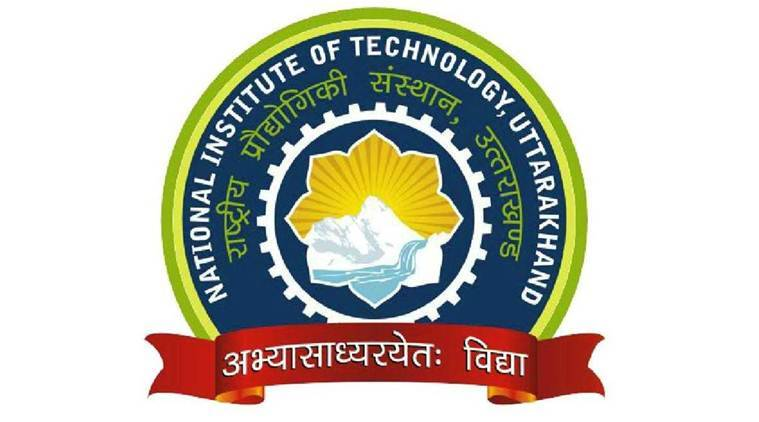 NATIONAL INSTITUTE OF TECHNOLOGY, UTTARAKHAND
राष्ट्रीय प्रौद्योगिकी संस्थान, उत्तराखण्ड
अभ्यासाध्यरयेतः विद्या